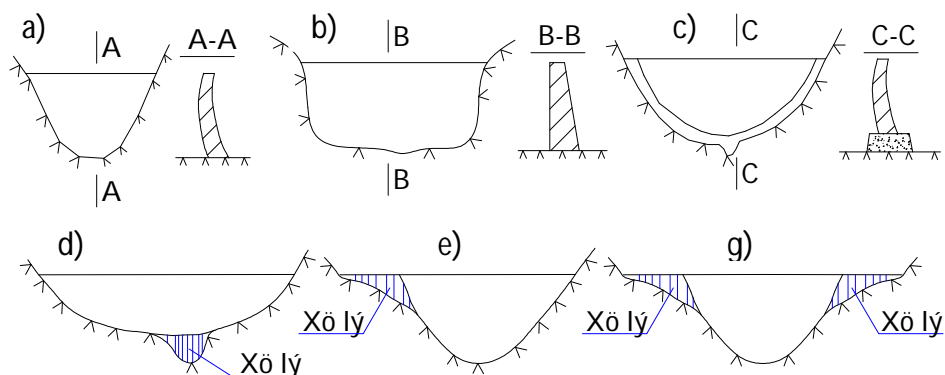 a) A A-A b) B B-B c) C C-C
A B C
d) e) g)
Xö lý Xö lý Xö lý
Xö lý